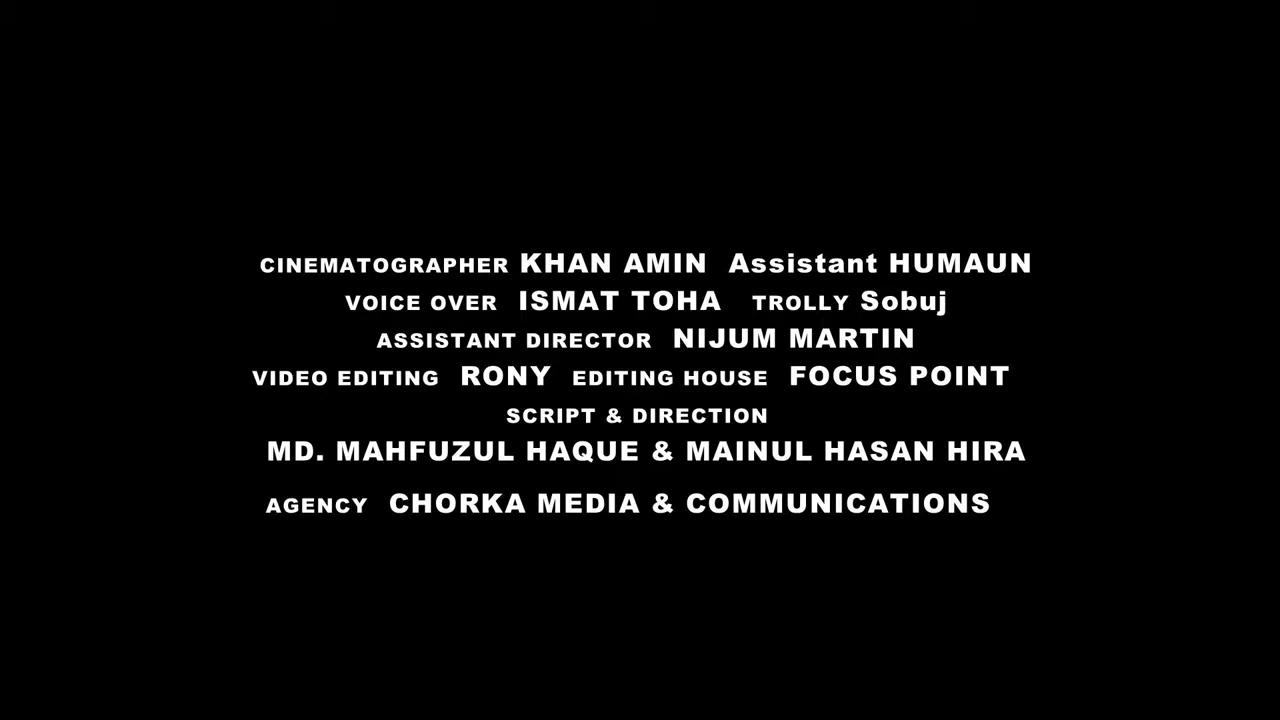 CINEMATOGRAPHER KHAN AMIN Assistant HUMAUN
VOICE OVER ISMAT TOHA TROLLY Sobuj
ASSISTANT DIRECTOR NIJUM MARTIN
VIDEO EDITING RONY EDITING HOUSE FOCUS POINT
SCRIPT & DIRECTION
MD. MAHFUZUL HAQUE & MAINUL HASAN HIRA
AGENCY CHORKA MEDIA & COMMUNICATIONS